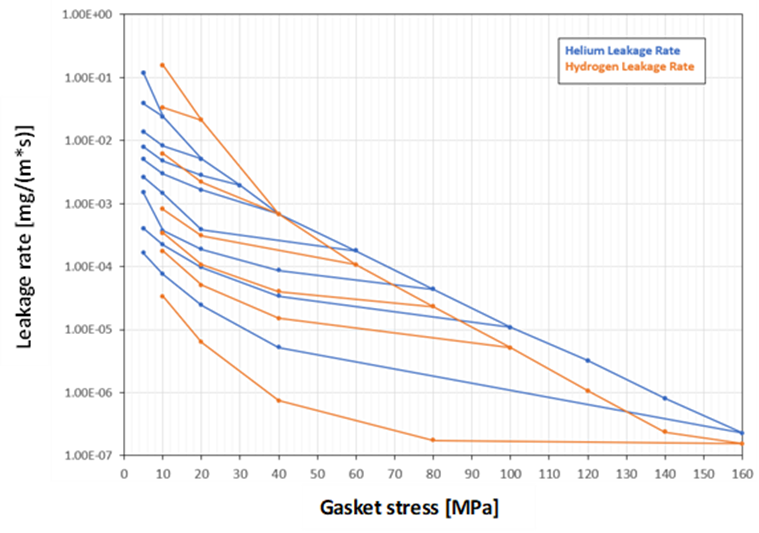 1.00E+00
1.00E-01
1.00E-02
1.00E-03
1.00E-04
1.00E-05
1.00E-06
1.00E-07
Leakage rate [mg/(m*s)]
Helium Leakage Rate
Hydrogen Leakage Rate
0 10 20 30 40 50 60 70 80 90 100 110 120 130 140 150 160
Gasket stress [MPa]